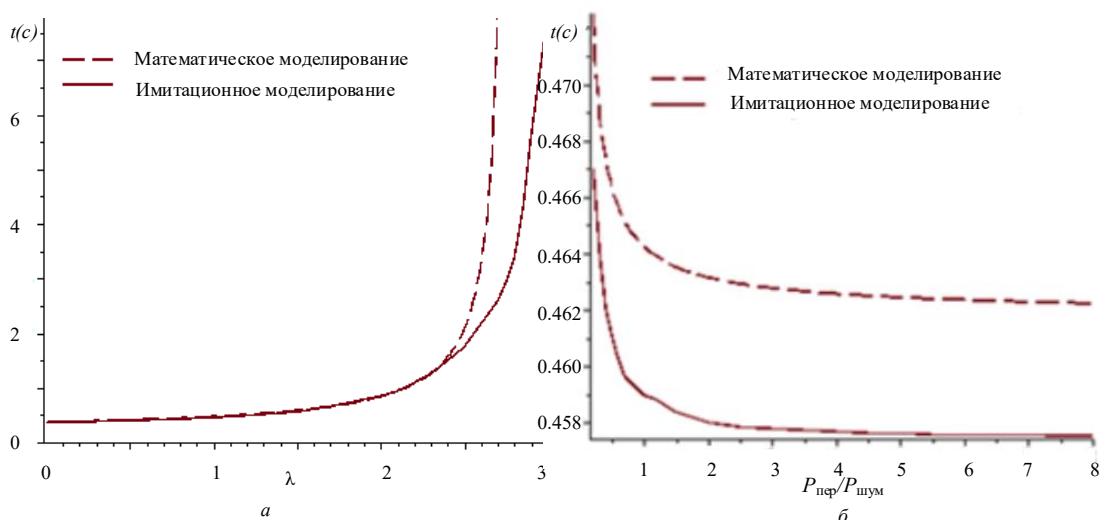 t(c)
Математическое моделирование
Имитационное моделирование
6
4
2
0
0
1
2
3
λ
а
t(c)
Математическое моделирование
Имитационное моделирование
0.470
0.468
0.466
0.464
0.462
0.460
0.458
1
2
3
4
5
6
7
8
Pпер/Pшум
б